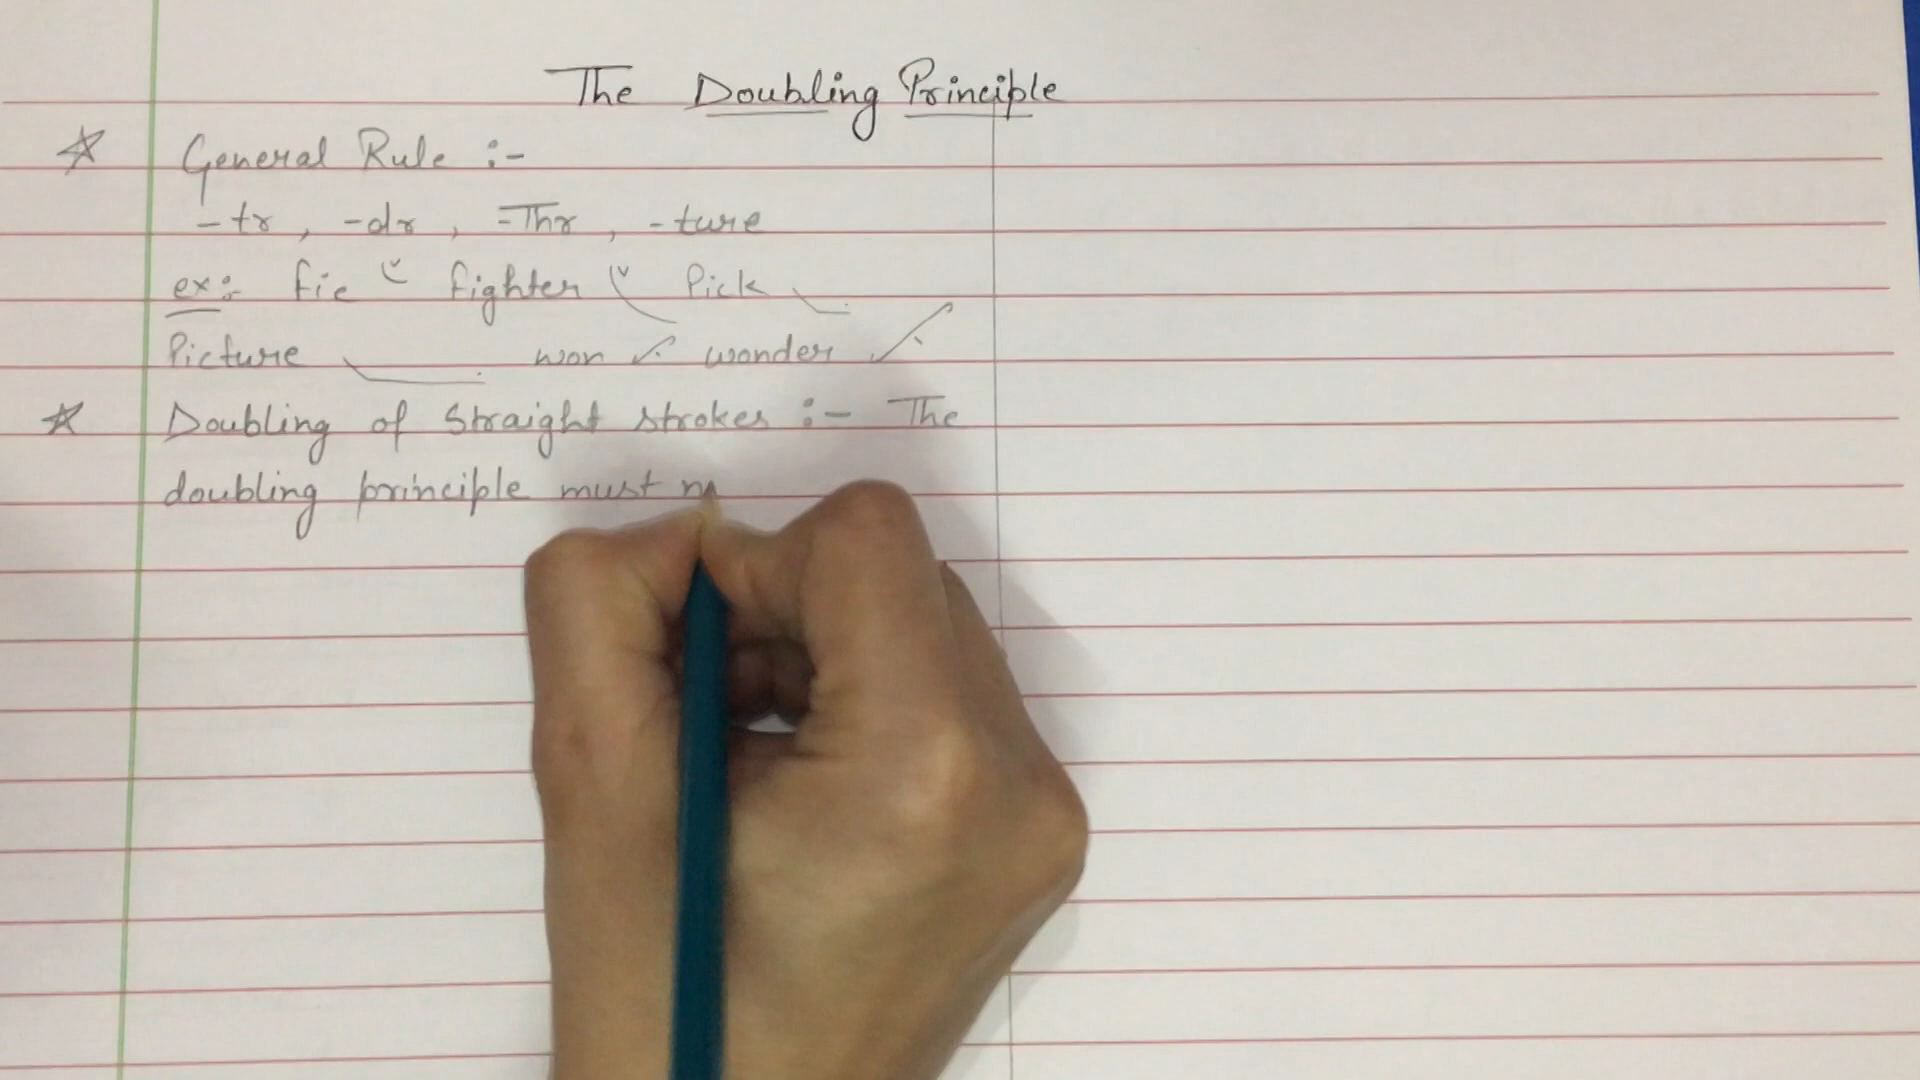 The Doubling Principle
☆ General Rule :-
-tr, -dr, -Thr, -ture
ex:- fie fighter Pick
Picture won wonder
☆ Doubling of Straight strokes :- The
doubling principle must